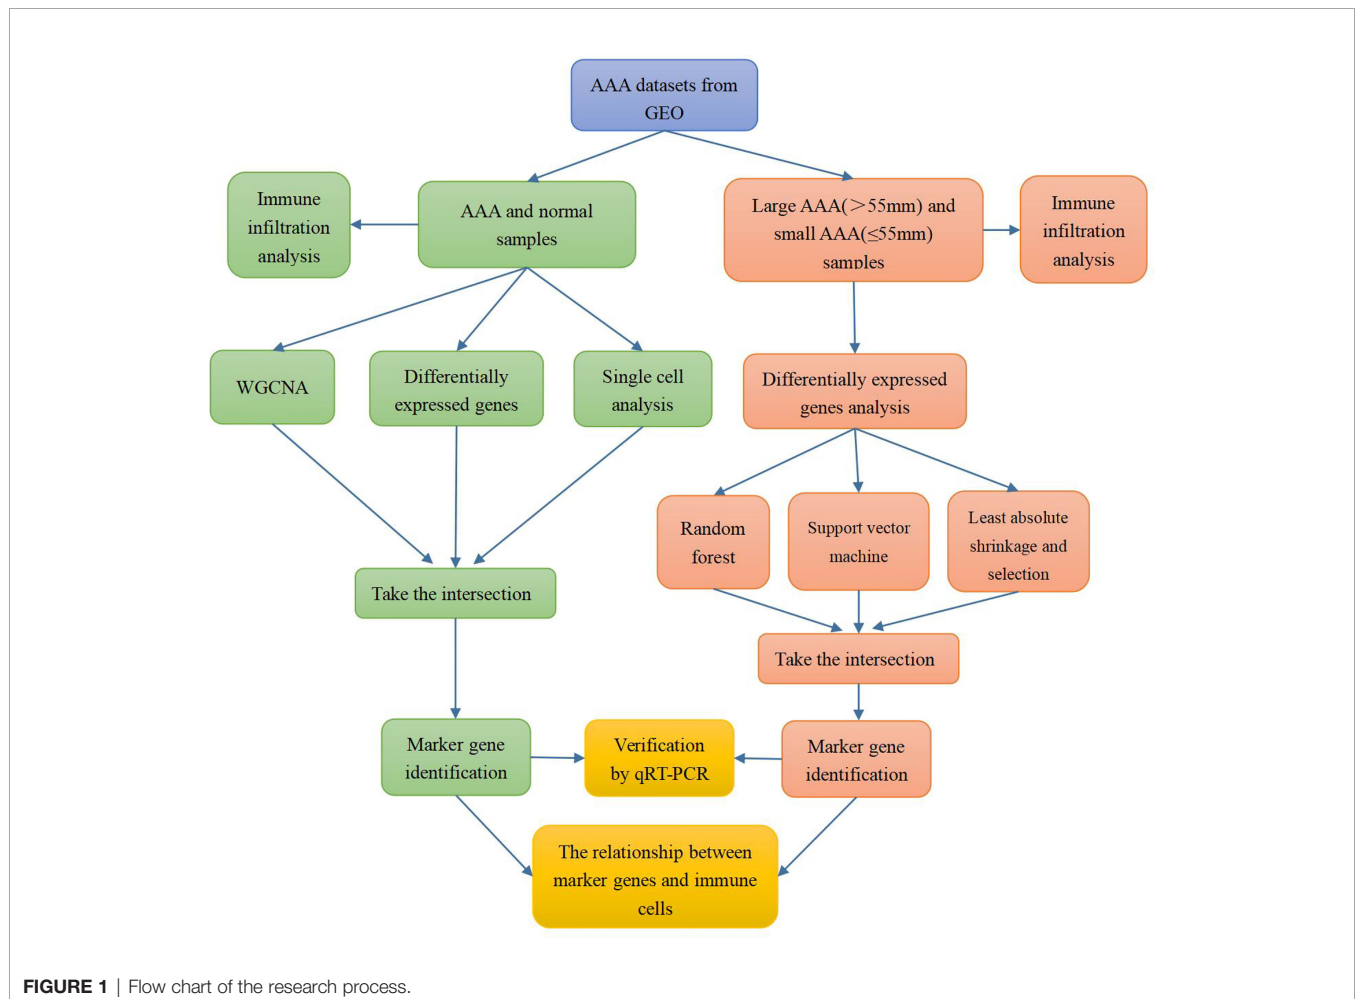 AAA datasets from
GEO
Immune
infiltration
analysis
AAA and normal
samples
Large AAA(＞55mm) and
small AAA(≤55mm)
samples
Immune
infiltration
analysis
WGCNA
Differentially
expressed genes
Single cell
analysis
Differentially expressed
genes analysis
Random
forest
Support vector
machine
Least absolute
shrinkage and
selection
Take the intersection
Take the intersection
Marker gene
identification
Verification
by qRT-PCR
Marker gene
identification
The relationship between
marker genes and immune
cells
FIGURE 1 | Flow chart of the research process.